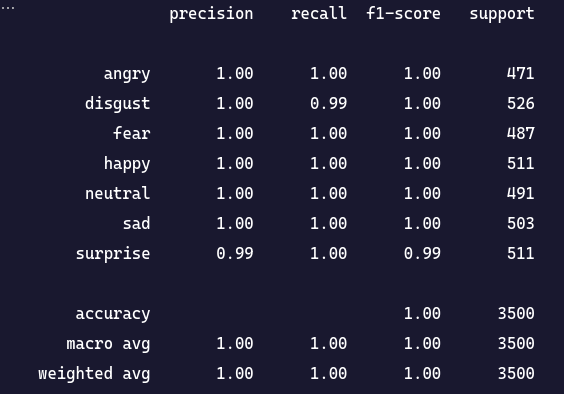 ...
precision recall f1-score support
angry 1.00 1.00 1.00 471
disgust 1.00 0.99 1.00 526
fear 1.00 1.00 1.00 487
happy 1.00 1.00 1.00 511
neutral 1.00 1.00 1.00 491
sad 1.00 1.00 1.00 503
surprise 0.99 1.00 0.99 511
accuracy 1.00 3500
macro avg 1.00 1.00 1.00 3500
weighted avg 1.00 1.00 1.00 3500